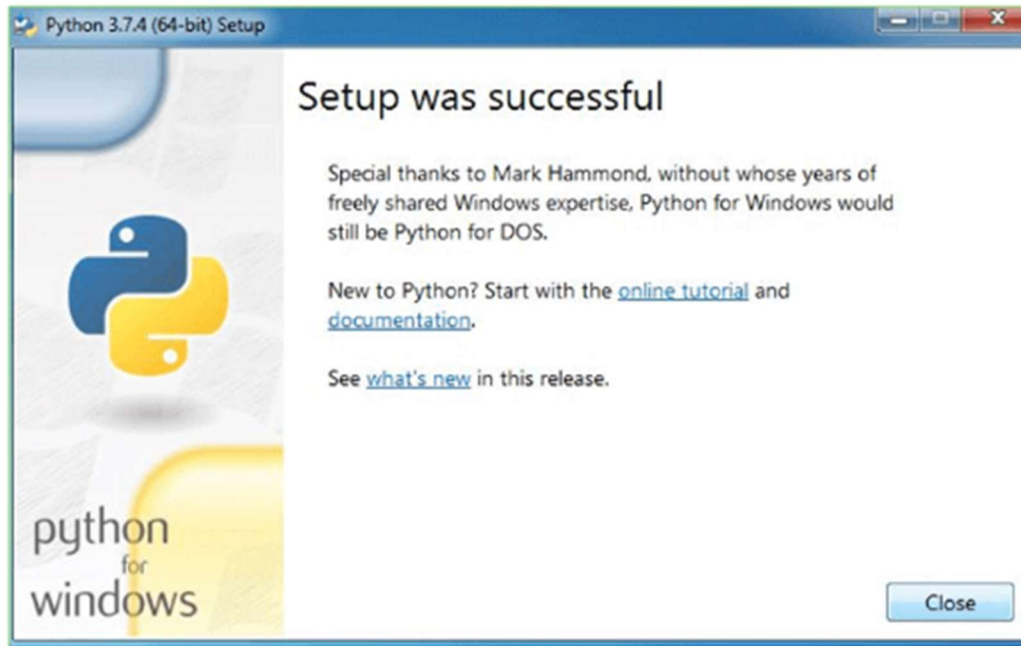 Python 3.7.4 (64-bit) Setup
Setup was successful
Special thanks to Mark Hammond, without whose years of
freely shared Windows expertise, Python for Windows would
still be Python for DOS.
New to Python? Start with the online tutorial and
documentation.
See what's new in this release.
python
for
windows
Close